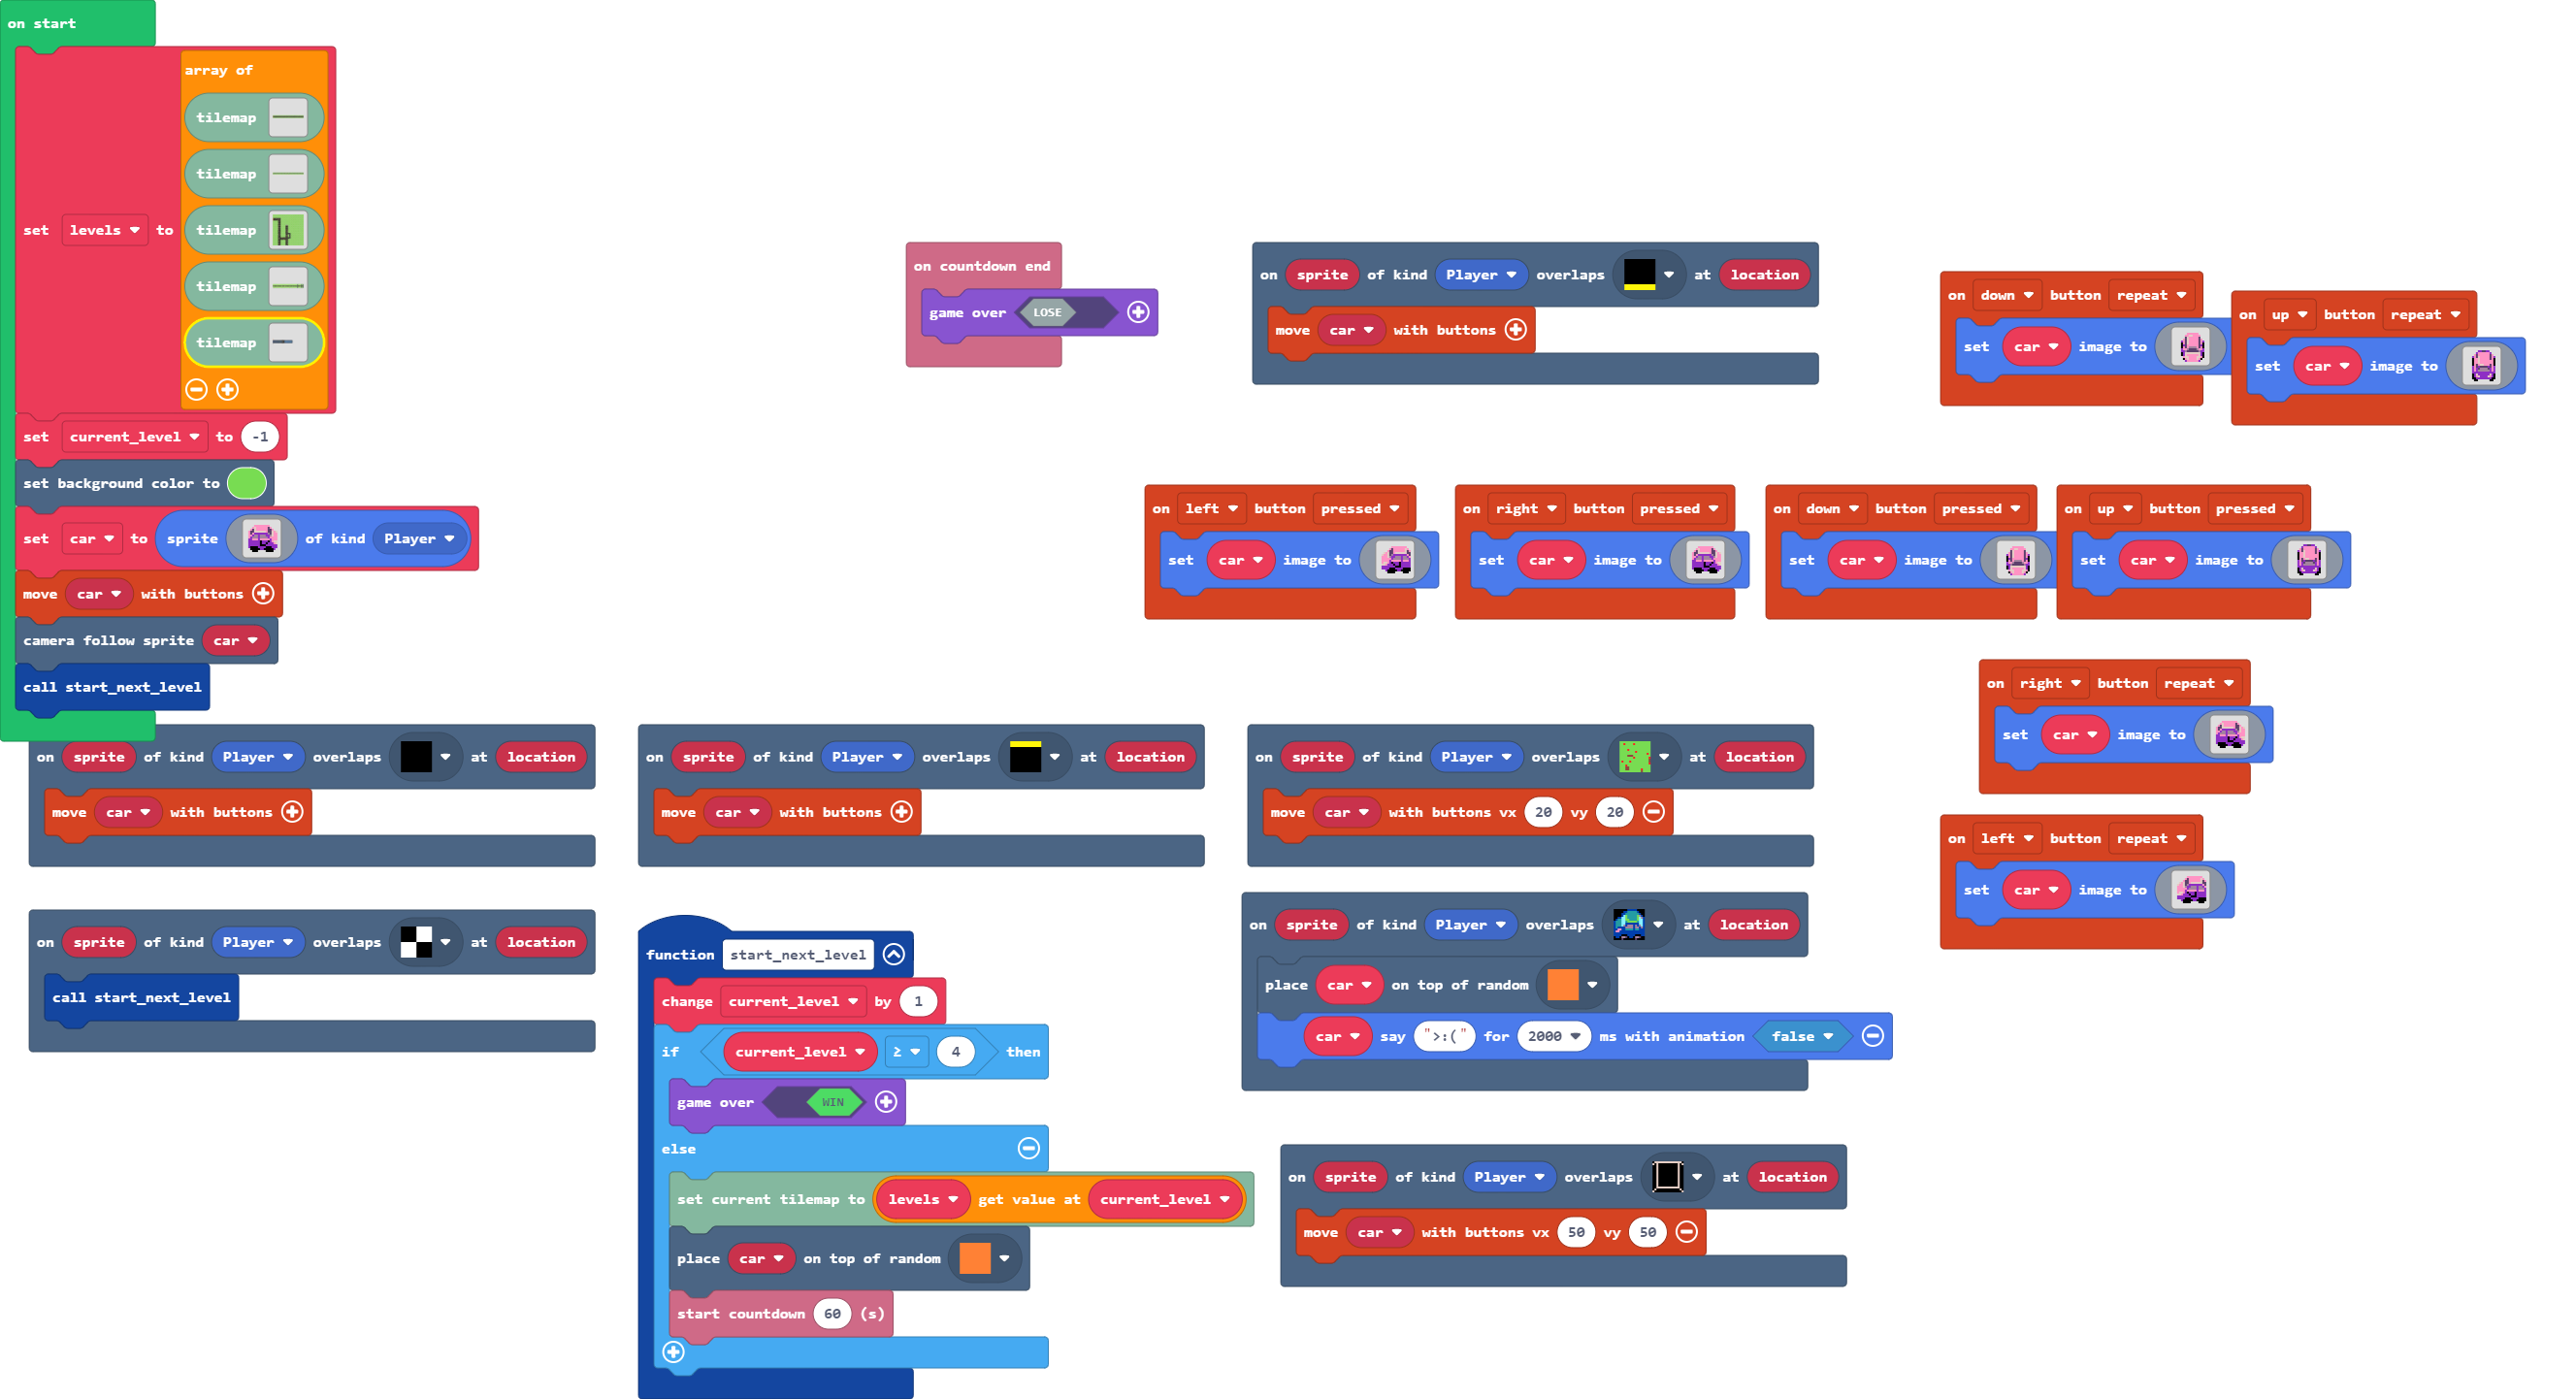 on start
set levels to array of
tilemap
tilemap
tilemap
tilemap
tilemap
set current_level to -1
set background color to
set car to sprite of kind Player
move car with buttons
camera follow sprite car
call start_next_level
on countdown end
game over LOSE
on sprite of kind Player overlaps at location
move car with buttons
on down button repeat
set car image to
on up button repeat
set car image to
on left button pressed
set car image to
on right button pressed
set car image to
on down button pressed
set car image to
on up button pressed
set car image to
on right button repeat
set car image to
on left button repeat
set car image to
on sprite of kind Player overlaps at location
move car with buttons
on sprite of kind Player overlaps at location
move car with buttons
on sprite of kind Player overlaps at location
move car with buttons vx 20 vy 20
on sprite of kind Player overlaps at location
call start_next_level
function start_next_level
change current_level by 1
if current_level ≥ 4 then
game over WIN
else
set current tilemap to levels get value at current_level
place car on top of random
start countdown 60 (s)
on sprite of kind Player overlaps at location
place car on top of random
car say ">:(" for 2000 ms with animation false
on sprite of kind Player overlaps at location
move car with buttons vx 50 vy 50